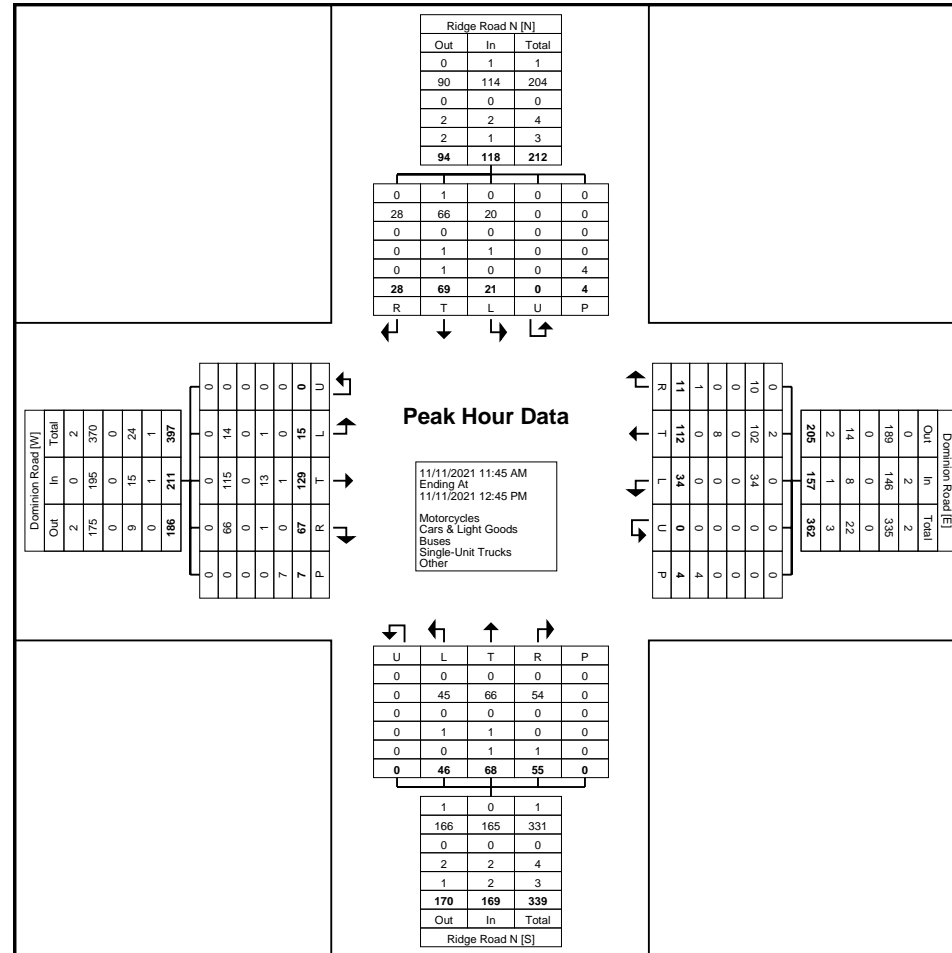 Ridge Road N [N]
Out In Total
0 1 1
90 114 204
0 0 0
2 2 4
2 1 3
94 118 212
0 1 0 0 0
28 66 20 0 0
0 0 0 0 0
0 1 1 0 0
0 1 0 0 4
28 69 21 0 4
R T L U P
U L T R P
0 15 129 67 7
0 0 1 0 7
0 1 13 1 0
0 0 0 0 0
0 14 115 66 0
0 0 0 0 0
397 211 186
1 1 0
24 15 9
0 0 0
370 195 175
2 0 2
Total In Out
Dominion Road [W]
Peak Hour Data
11/11/2021 11:45 AM
Ending At
11/11/2021 12:45 PM
Motorcycles
Cars & Light Goods
Buses
Single-Unit Trucks
Other
Dominion Road [E]
Out In Total
0 2 2
189 146 335
0 0 0
14 8 22
2 1 3
205 157 362
0 2 0 0 0
10 102 34 0 0
0 0 0 0 0
0 8 0 0 0
1 0 0 0 4
11 112 34 0 4
R T L U P
U L T R P
0 0 0 0 0
0 45 66 54 0
0 0 0 0 0
0 1 1 0 0
0 0 1 1 0
0 46 68 55 0
1 0 1
166 165 331
0 0 0
2 2 4
1 2 3
170 169 339
Out In Total
Ridge Road N [S]